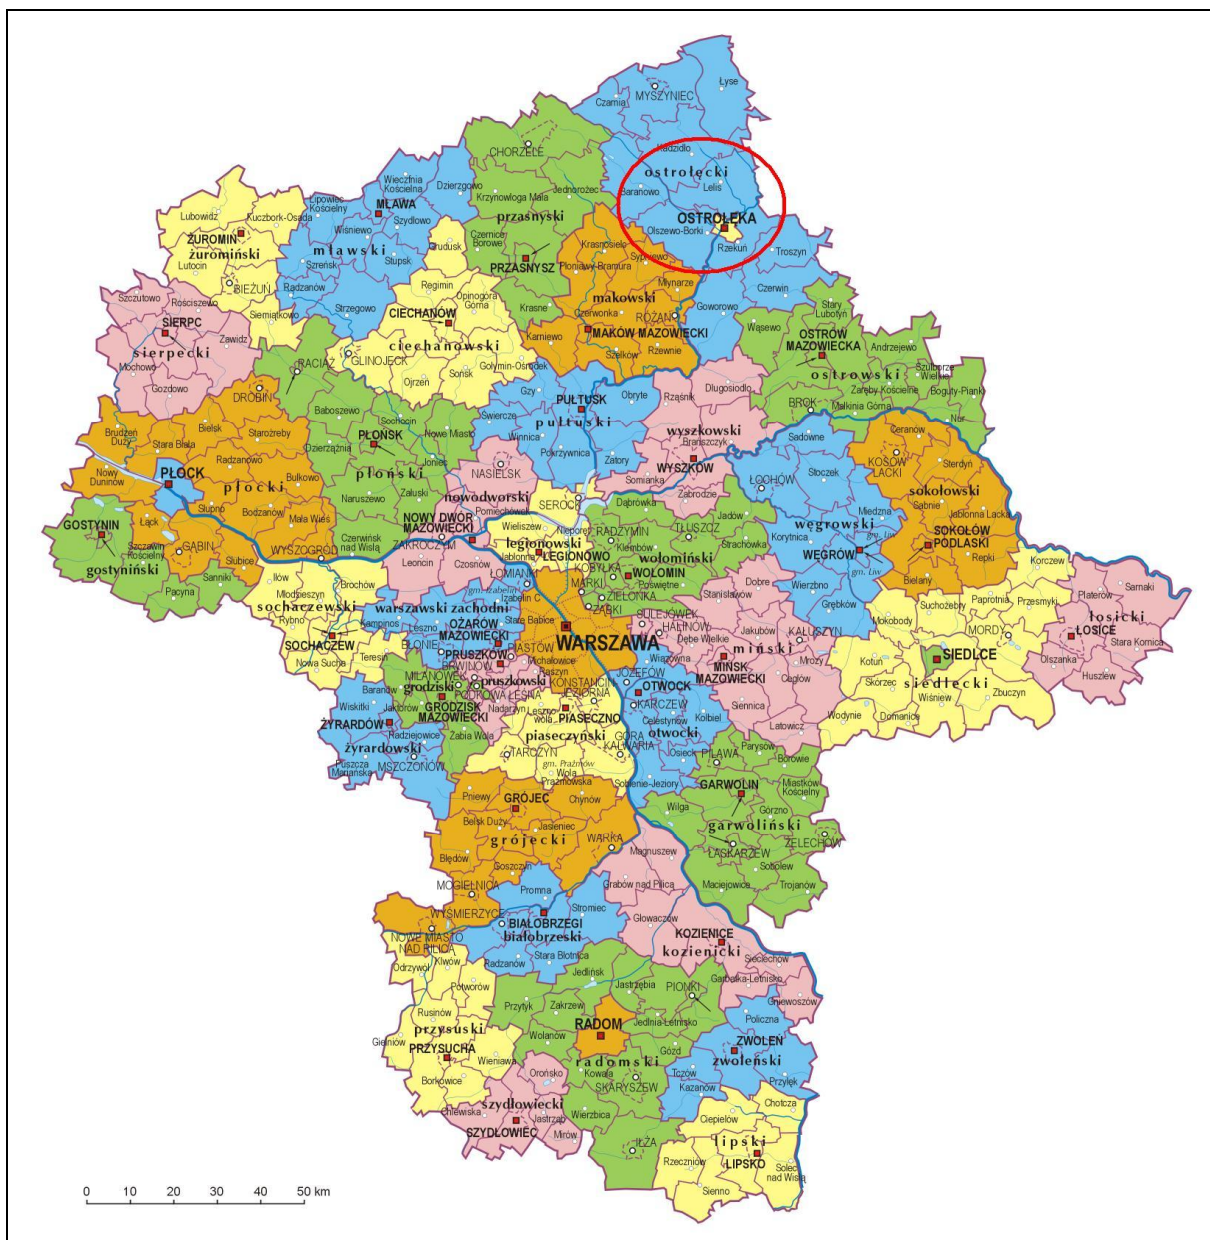 Łyse
MYSZYNIEC
Czarnia
Kadzidło
ostrołęcki
Baranowo
Lelis
OSTROŁĘKA
Olszewo-Borki
Rzekuń
Troszyn
Czerwin
Goworowo
CHORZELE
Jednorożec
Krzynowłoga Mała
przasnyski
Czernice
Borowe
PRZASNYSZ
Krasne
Wieczfnia
Kościelna
Dzierzgowo
Lipowiec
Kościelny
MŁAWA
Szydłowo
Wiśniewo
mławski
Szreńsk
Stupsk
Radzanów
Strzegowo
Lubowidz
Kuczbork-Osada
ŻUROMIN
żuromiński
Lutocin
BIEŻUŃ
Siemiątkowo
Krasnosielc
Sypniewo
Płoniawy-Bramura
Młynarze
makowski
RÓŻAN
Czerwonka
MAKÓW MAZOWIECKI
Karniewo
Szelków
Rzewnie
Grudusk
Regimin
Opinogóra
Górna
CIECHANÓW
ciechanowski
GLINOJECK
Gołymin-Ośrodek
Ojrzeń
Sońsk
Szczutowo
Rościszewo
SIERPC
Zawidz
sierpecki
Mochowo
Gozdowo
Stary
Lubotyń
Wąsewo
OSTRÓW
MAZOWIECKA
Andrzejewo
Szulborze
Wielkie
ostrowski
Zaręby Kościelne
Boguty-Pianki
BROK
Małkinia Górna
Nur
RACIĄŻ
Baboszewo
Sochocin
Dzierzążnia
PŁOŃSK
Nowe Miasto
Joniec
płoński
Załuski
Naruszewo
Czerwińsk
nad Wisłą
DROBIN
Bielsk
Starożreby
Brudzeń
Duży
Stara Biała
Radzanowo
Nowy
Duninów
PŁOCK
płocki
Bulkowo
Słupno
Bodzanów
Mała Wieś
Łąck
GĄBIN
WYSZOGRÓD
Słubice
Gzy
PUŁTUSK
Obryte
Świercze
pułtuski
Winnica
Pokrzywnica
Zatory
Długosiodło
Rząśnik
wyszkowski
Brańszczyk
WYSZKÓW
Somianka
Zabrodzie
Sadowne
Stoczek
ŁOCHÓW
Miedzna
węgrowski
Korytnica
WĘGRÓW
gm. Liw
Wierzbno
Grębków
Ceranów
KOSÓW
LACKI
Sterdyń
sokołowski
Sabnie
Jabłonna Lacka
SOKOŁÓW
PODLASKI
Repki
Bielany
NASIELSK
nowodworski
Pomiechówek
NOWY DWÓR
MAZOWIECKI
ZAKROCZYM
Leoncin
Czosnów
SEROCK
Wieliszew
Nieporęt
legionowski
Jabłonna
LEGIONOWO
Dąbrówka
Jadów
TŁUSZCZ
RADZYMIN
Klembów
Strachówka
wołomiński
KOBYŁKA
WOŁOMIN
Poświętne
MARKI
ZIELONKA
ZĄBKI
GOSTYNIN
gostyniński
Szczawin
Kościelny
Sanniki
Pacyna
Iłów
Brochów
Młodzieszyn
sochaczewski
Rybno
SOCHACZEW
Nowa Sucha
Teresin
ŁOMIANKI
gm. Izabelin
Izabelin C
warszawski zachodni
Kampinos
Leszno
Stare Babice
OŻARÓW
MAZOWIECKI
BŁONIE
WARSZAWA
PIASTÓW
PRUSZKÓW
Michałowice
BRWINÓW
Raszyn
pruszkowski
Nadarzyn
MILANÓWEK
grodziski
PODKOWA LEŚNA
Baranów
Jaktorów
GRODZISK
MAZOWIECKI
Żabia Wola
Wiskitki
ŻYRARDÓW
Radziejowice
żyrardowski
Puszcza
Mariańska
MSZCZONÓW
KONSTANCIN
JEZIORNA
Lesznowola
PIASECZNO
piaseczyński
GÓRA
KALWARIA
TARCZYN
gm. Prażmów
Wola
Prażmowska
SULEJÓWEK
HALINÓW
Stanisławów
Dobre
Dębe Wielkie
Jakubów
KAŁUSZYN
miński
MIŃSK
MAZOWIECKI
Mrozy
Cegłów
Siennica
Latowicz
Wiązowna
JÓZEFÓW
OTWOCK
KARCZEW
Celestynów
Kołbiel
otwocki
Osieck
Sobienie-Jeziory
Korczew
Paprotnia
Przesmyki
Suchożebry
Mokobody
MORDY
SIEDLCE
Kotuń
siedlecki
Skórzec
Wiśniew
Zbuczyn
Domanice
Wodynie
Sarnaki
Platerów
łosicki
ŁOSICE
Stara Kornica
Olszanka
Huszlew
PILAWA
Parysów
Borowie
GARWOLIN
Miastków
Kościelny
Wilga
Górzno
garwoliński
ŻELECHÓW
ŁASKARZEW
Sobolew
Maciejowice
Trojanów
Pniewy
GRÓJEC
Chynów
Belsk Duży
Jasieniec
grójecki
WARKA
Błędów
Goszczyn
MOGIELNICA
NOWE MIASTO
NAD PILICĄ
Promna
WYŚMIERZYCE
Stromiec
BIAŁOBRZEGI
białobrzeski
Radzanów
Stara Błotnica
Magnuszew
Grabów nad Pilicą
Głowaczów
KOZIENICE
kozienicki
Sieciechów
Garbatka-Letnisko
Gniewoszów
Odrzywół
Klwów
Potworów
Rusinów
przysuski
Gielniów
PRZYSUCHA
Wieniawa
Borkowice
Jedlińsk
Jastrzębia
PIONKI
Przytyk
Zakrzew
RADOM
Jedlnia-Letnisko
Wolanów
radomski
Gózd
Kowala
SKARYSZEW
Wierzbica
IŁŻA
Policzna
ZWOLEŃ
zwoleński
Tczów
Kazanów
Przyłęk
Orońsko
szydłowiecki
Chlewiska
Jastrząb
SZYDŁOWIEC
Mirów
Chotcza
Ciepielów
lipski
LIPSKO
Rzeczniów
Solec
nad Wisłą
Sienno
0 10 20 30 40 50 km